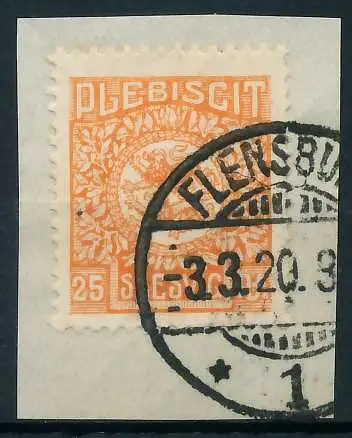 PLEBISCIT
25
FLENSBU
-3.3.20.
* 1